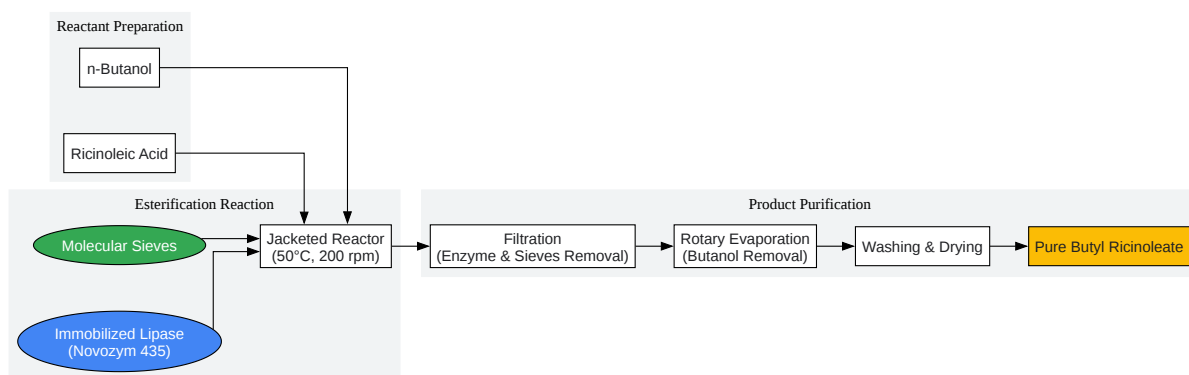 Reactant Preparation
n-Butanol
Ricinoleic Acid
Esterification Reaction
Molecular Sieves
Immobilized Lipase
(Novozym 435)
Jacketed Reactor
(50°C, 200 rpm)
Product Purification
Filtration
(Enzyme & Sieves Removal)
Rotary Evaporation
(Butanol Removal)
Washing & Drying
Pure Butyl Ricinoleate